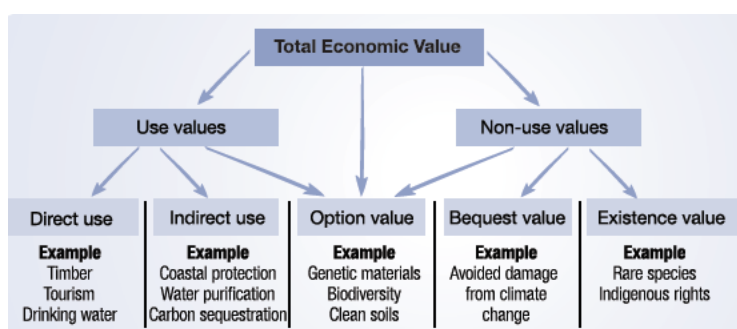 Total Economic Value
Use values
Non-use values
Direct use
Example
Timber
Tourism
Drinking water
Indirect use
Example
Coastal protection
Water purification
Carbon sequestration
Option value
Example
Genetic materials
Biodiversity
Clean soils
Bequest value
Example
Avoided damage
from climate
change
Existence value
Example
Rare species
Indigenous rights